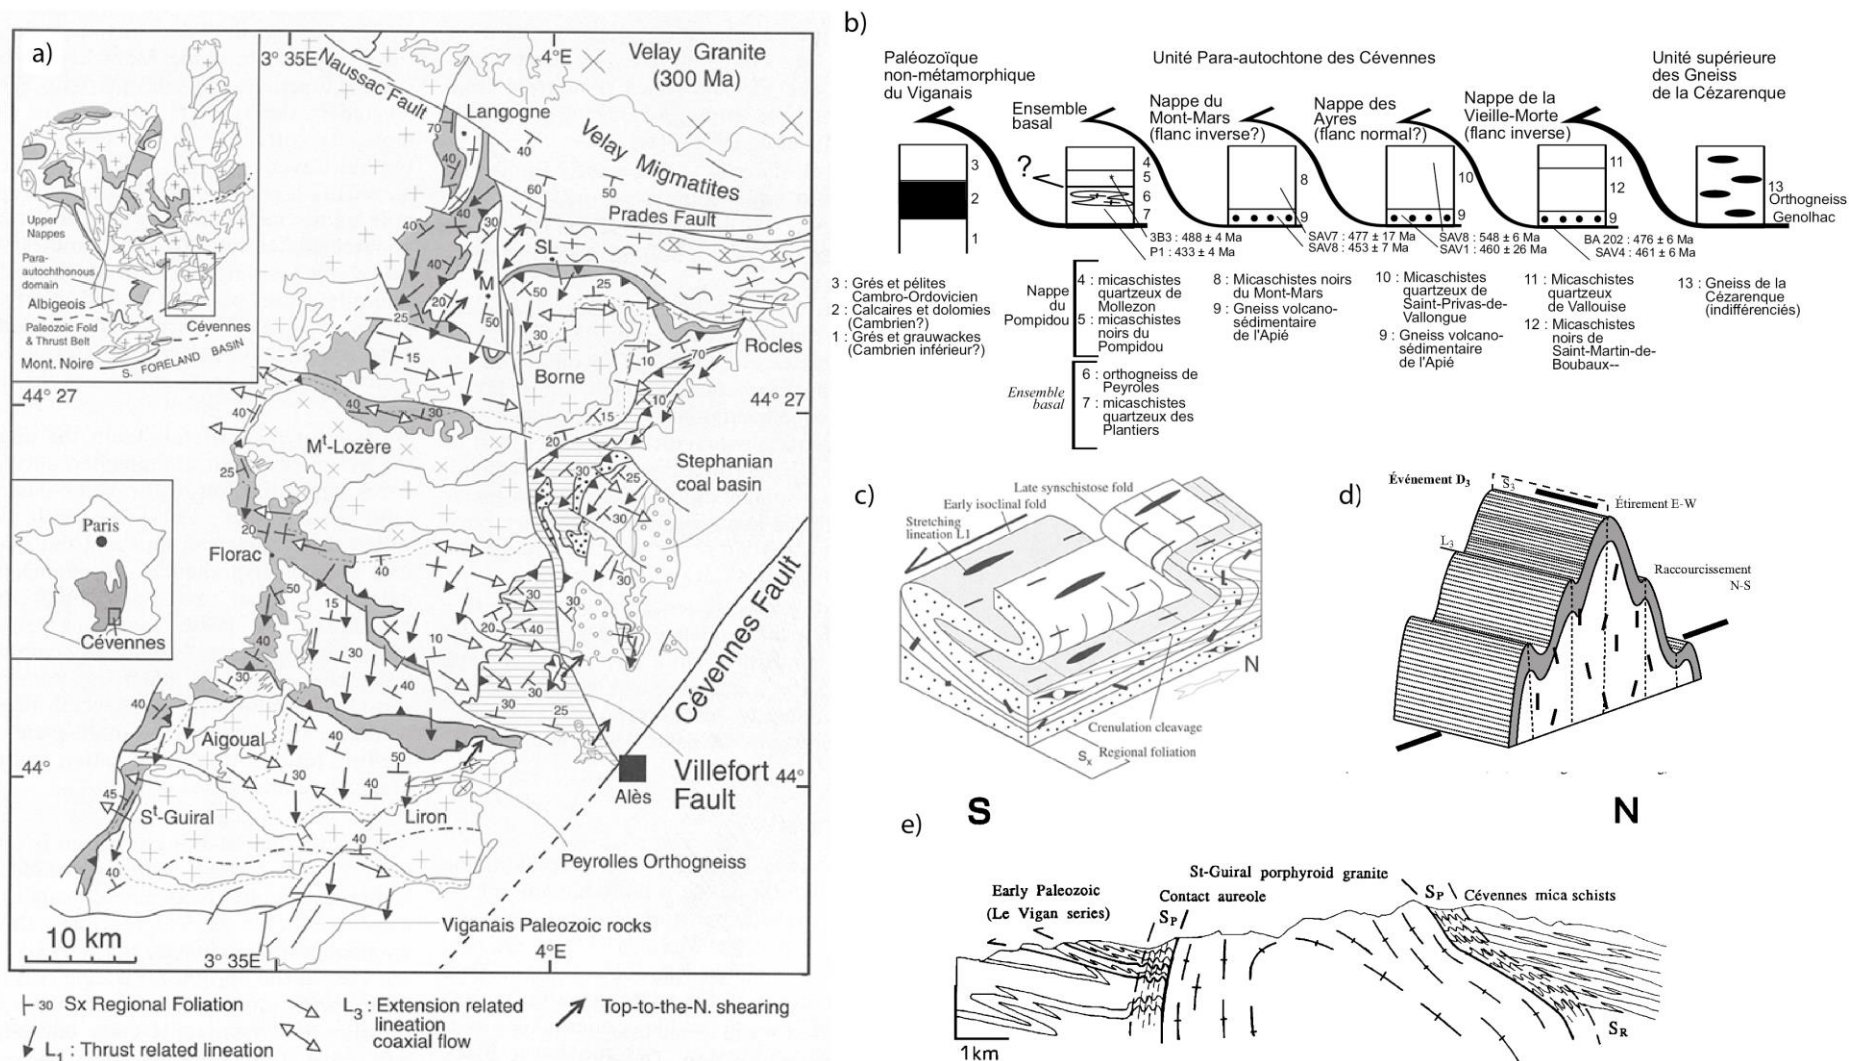 a)
3° 35E
4°E
Velay Granite
(300 Ma)
Naussac Fault
Langogne
Velay Migmatites
Prades Fault
SL
M
Rocles
Borne
Upper
Nappes
Para-
autochthonous
domain
Albigeois
Paleozoic Fold
& Thrust Belt
Mont. Noire
Cévennes
S. FORELAND BASIN
44° 27
44° 27
Mt-Lozère
Stephanian
coal basin
Paris
Cévennes
Florac
Cévennes Fault
Aigoual
44°
Villefort
Fault
44°
Alès
St-Guiral
Liron
Peyrolles Orthogneiss
Viganais Paleozoic rocks
10 km
3° 35E
4°E
30 Sx Regional Foliation
L1 : Thrust related lineation
L3 : Extension related
lineation
coaxial flow
Top-to-the-N. shearing
b)
Paléozoïque
non-métamorphique
du Viganais
Unité Para-autochtone des Cévennes
Unité supérieure
des Gneiss
de la Cézarenque
Ensemble
basal
Nappe du
Mont-Mars
(flanc inverse?)
Nappe des
Ayres
(flanc normal?)
Nappe de la
Vieille-Morte
(flanc inverse)
3
2
1
?
4
5
6
7
8
9
10
9
11
12
9
13
Orthogneiss
Genolhac
3B3 : 488 ± 4 Ma
P1 : 433 ± 4 Ma
SAV7 : 477 ± 17 Ma
SAV8 : 453 ± 7 Ma
SAV8 : 548 ± 6 Ma
SAV1 : 460 ± 26 Ma
BA 202 : 476 ± 6 Ma
SAV4 : 461 ± 6 Ma
3 : Grés et pélites
Cambro-Ordovicien
2 : Calcaires et dolomies
(Cambrien?)
1 : Grés et grauwackes
(Cambrien inférieur?)
Nappe
du
Pompidou
4 : micaschistes
quartzeux de
Mollezon
5 : micaschistes
noirs du
Pompidou
Ensemble
basal
6 : orthogneiss de
Peyroles
7 : micaschistes
quartzeux des
Plantiers
8 : Micaschistes noirs
du Mont-Mars
9 : Gneiss volcano-
sédimentaire
de l'Apié
10 : Micaschistes
quartzeux de
Saint-Privas-de-
Vallongue
9 : Gneiss volcano-
sédimentaire
de l'Apié
11 : Micaschistes
quartzeux
de Vallouise
12 : Micaschistes
noirs de
Saint-Martin-de-
Boubaux--
13 : Gneiss de la
Cézarenque
(indifférenciés)
c)
Late synschistose fold
Early isoclinal fold
Stretching
lineation L1
L
N
Crenulation cleavage
Sx Regional foliation
d)
Événement D3
S3
Étirement E-W
L3
Raccourcissement
N-S
e)
S
N
St-Guiral porphyroid granite
Early Paleozoic
(Le Vigan series)
Contact aureole
SP
SP
Cévennes mica schists
SR
1km